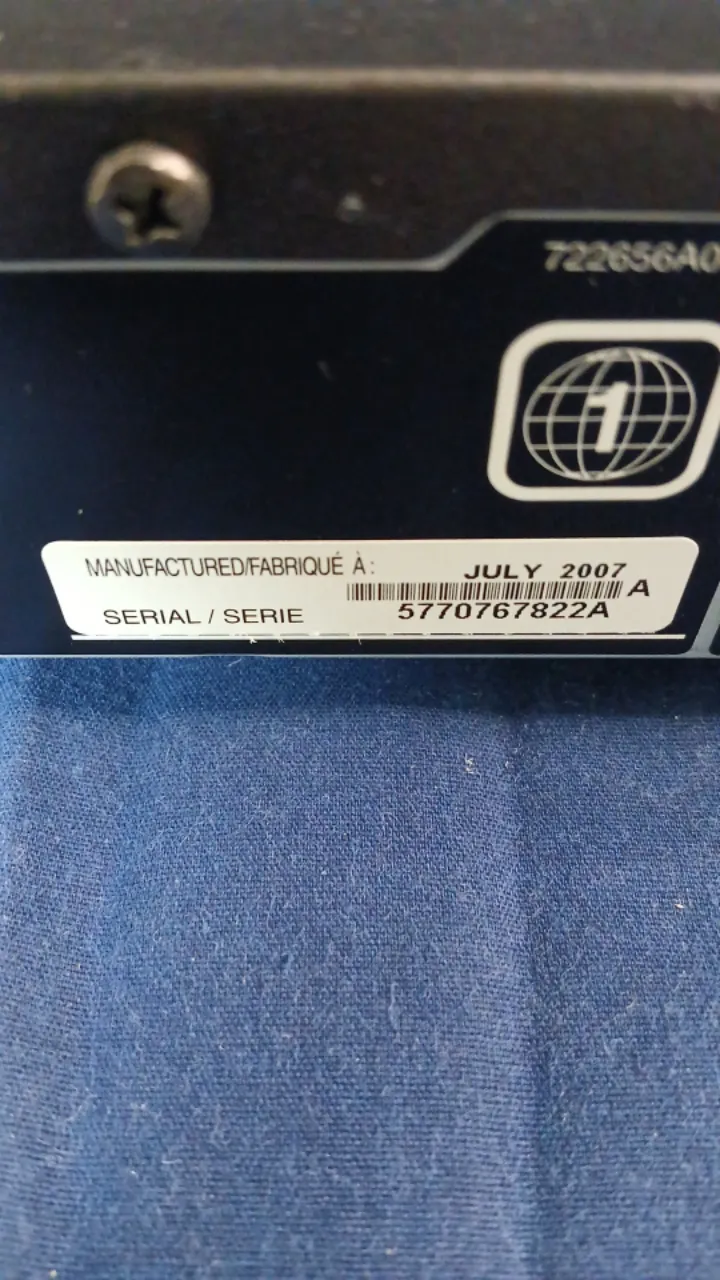 722656A0
1
MANUFACTURED/FABRIQUÉ À: JULY 2007
A
SERIAL / SERIE 5770767822A